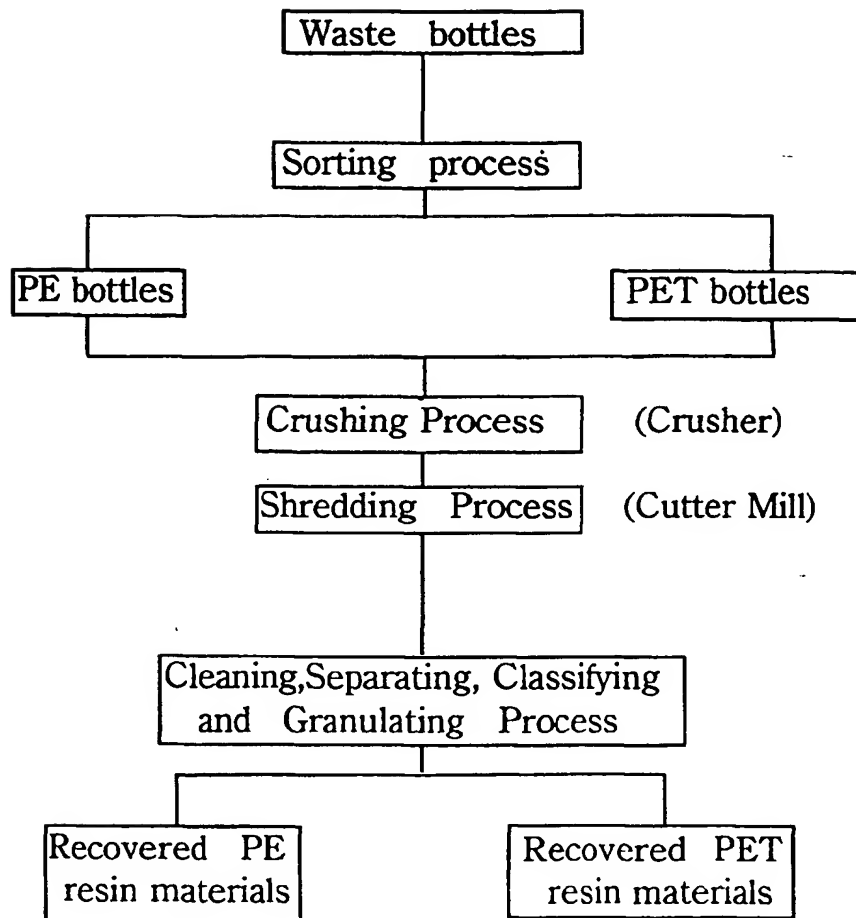 Waste bottles
Sorting process
PE bottles
PET bottles
Crushing Process (Crusher)
Shredding Process (Cutter Mill)
Cleaning,Separating, Classifying
and Granulating Process
Recovered PE
resin materials
Recovered PET
resin materials